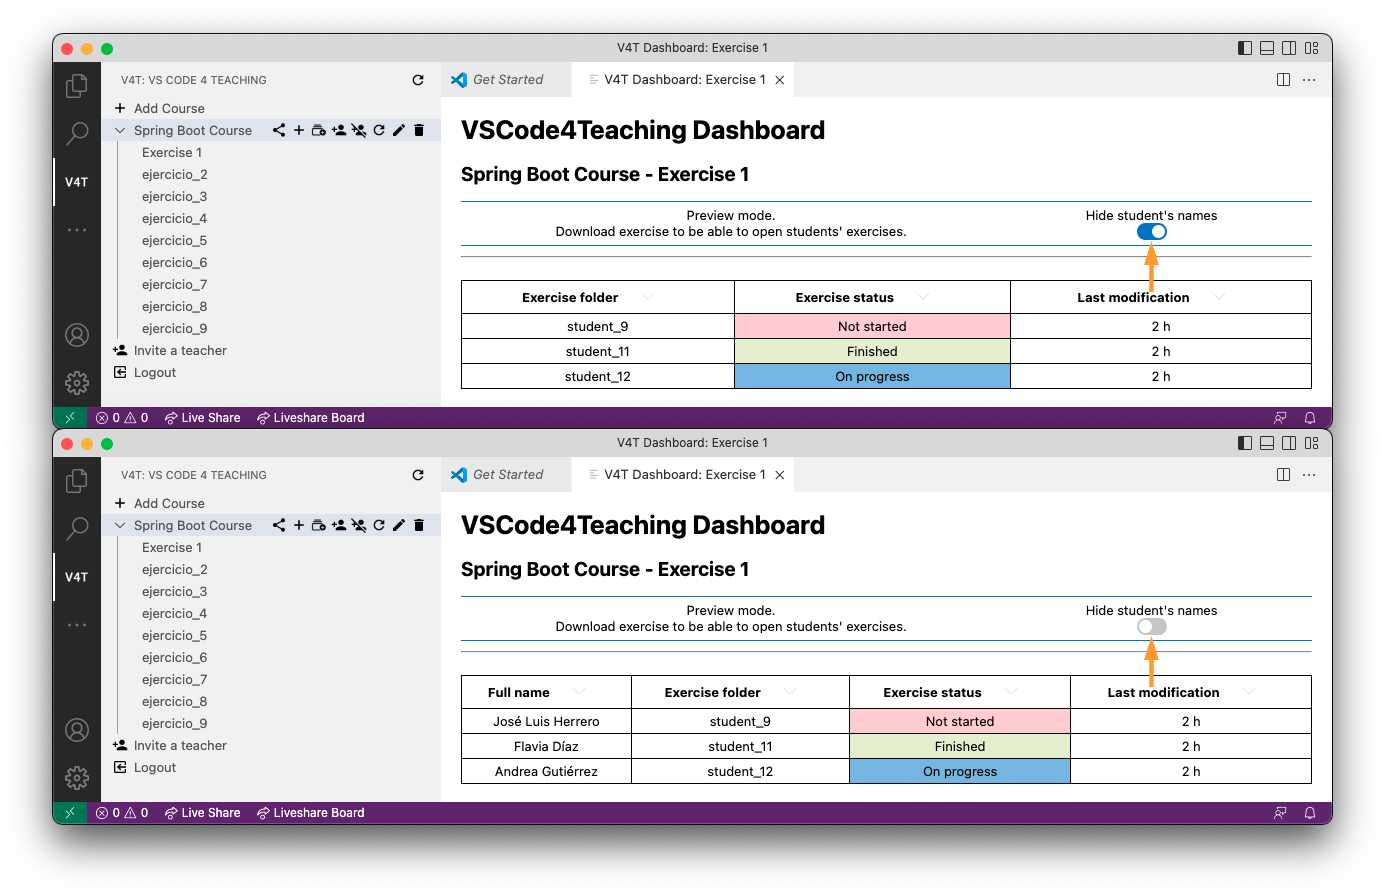 V4T Dashboard: Exercise 1
V4T: VS CODE 4 TEACHING
Get Started
V4T Dashboard: Exercise 1
Add Course
Spring Boot Course
Exercise 1
ejercicio_2
ejercicio_3
ejercicio_4
ejercicio_5
ejercicio_6
ejercicio_7
ejercicio_8
ejercicio_9
Invite a teacher
Logout
V4T
VSCode4Teaching Dashboard
Spring Boot Course - Exercise 1
Preview mode.
Download exercise to be able to open students' exercises.
Hide student's names
Exercise folder Exercise status Last modification
student_9 Not started 2 h
student_11 Finished 2 h
student_12 On progress 2 h
0 0 Live Share Liveshare Board
V4T Dashboard: Exercise 1
V4T: VS CODE 4 TEACHING
Get Started
V4T Dashboard: Exercise 1
Add Course
Spring Boot Course
Exercise 1
ejercicio_2
ejercicio_3
ejercicio_4
ejercicio_5
ejercicio_6
ejercicio_7
ejercicio_8
ejercicio_9
Invite a teacher
Logout
V4T
VSCode4Teaching Dashboard
Spring Boot Course - Exercise 1
Preview mode.
Download exercise to be able to open students' exercises.
Hide student's names
Full name Exercise folder Exercise status Last modification
José Luis Herrero student_9 Not started 2 h
Flavia Díaz student_11 Finished 2 h
Andrea Gutiérrez student_12 On progress 2 h
0 0 Live Share Liveshare Board